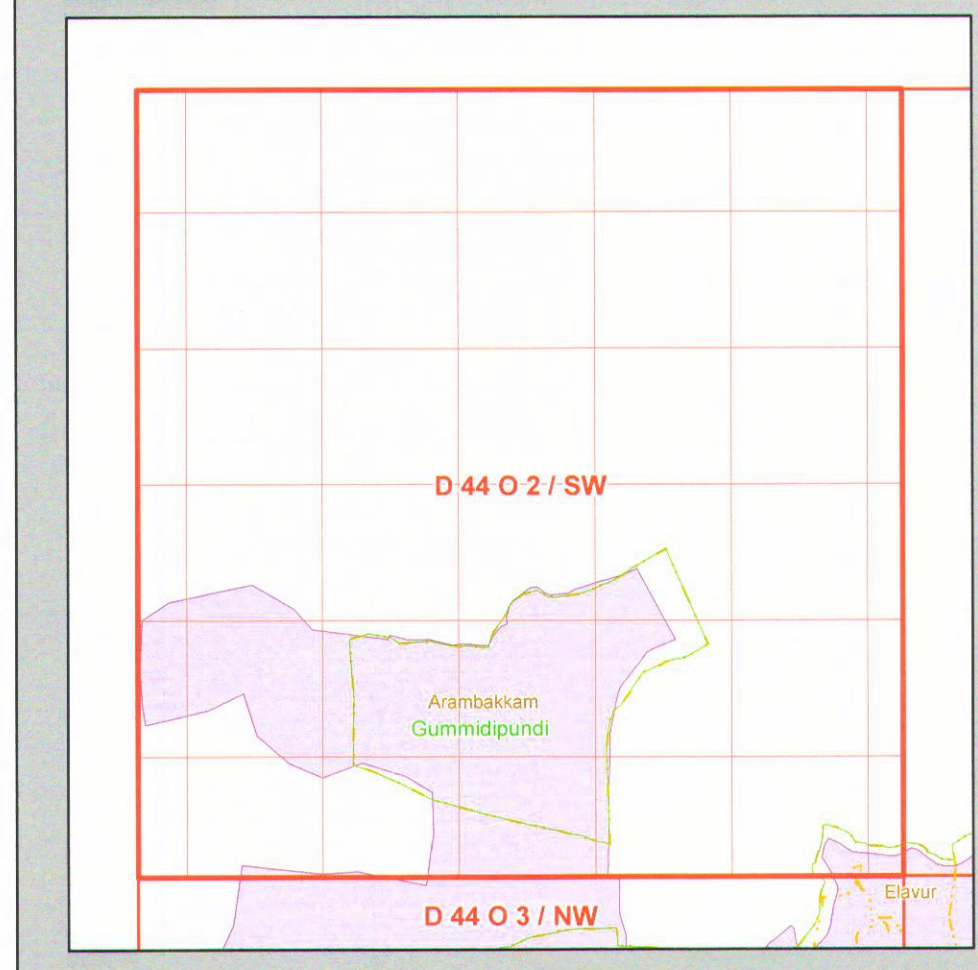 D 44 O 2 / SW
Arambakkam
Gummidipundi
Elavur
D 44 O 3 / NW